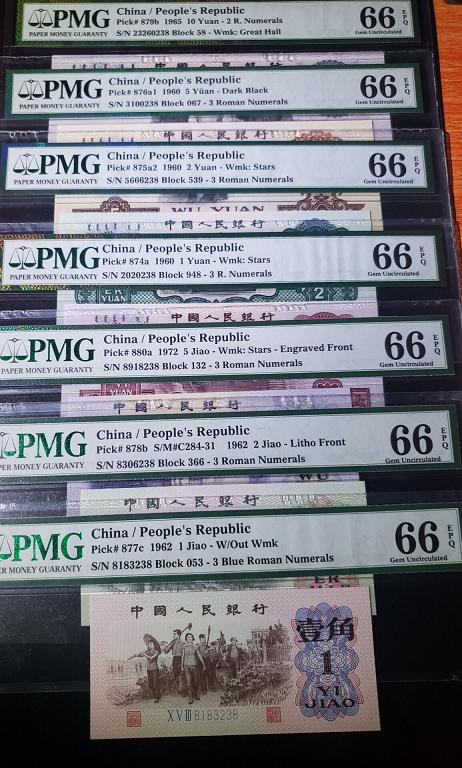 PMG
PAPER MONEY GUARANTY
China / People's Republic
Pick# 879b 1965 10 Yuan - 2 R. Numerals
S/N 23260238 Block 58 - Wmk: Great Hall
66 EPQ
Gem Uncirculated
PMG
PAPER MONEY GUARANTY
China / People's Republic
Pick# 876a1 1960 5 Yüan - Dark Black
S/N 3100238 Block 067 - 3 Roman Numerals
66 EPQ
Gem Uncirculated
中國人民銀行
PMG
PAPER MONEY GUARANTY
China / People's Republic
Pick# 875a2 1960 2 Yuan - Wmk: Stars
S/N 5666238 Block 539 - 3 Roman Numerals
66 EPQ
Gem Uncirculated
WU YUAN
中國人民銀行
PMG
PAPER MONEY GUARANTY
China / People's Republic
Pick# 874a 1960 1 Yuan - Wmk: Stars
S/N 2020238 Block 948 - 3 R. Numerals
66 EPQ
Gem Uncirculated
ER
YUAN
2
中國人民銀行
PMG
PAPER MONEY GUARANTY
China / People's Republic
Pick# 880a 1972 5 Jiao - Wmk: Stars - Engraved Front
S/N 8918238 Block 132 - 3 Roman Numerals
66 EPQ
Gem Uncirculated
中國人民銀行
PMG
PAPER MONEY GUARANTY
China / People's Republic
Pick# 878b S/M#C284-31 1962 2 Jiao - Litho Front
S/N 8306238 Block 366 - 3 Roman Numerals
66 EPQ
Gem Uncirculated
WU
中國人民銀行
PMG
PAPER MONEY GUARANTY
China / People's Republic
Pick# 877c 1962 1 Jiao - W/Out Wmk
S/N 8183238 Block 053 - 3 Blue Roman Numerals
66 EPQ
Gem Uncirculated
ER
中國人民銀行
壹角
1
YI
JIAO
XVIII 8183238